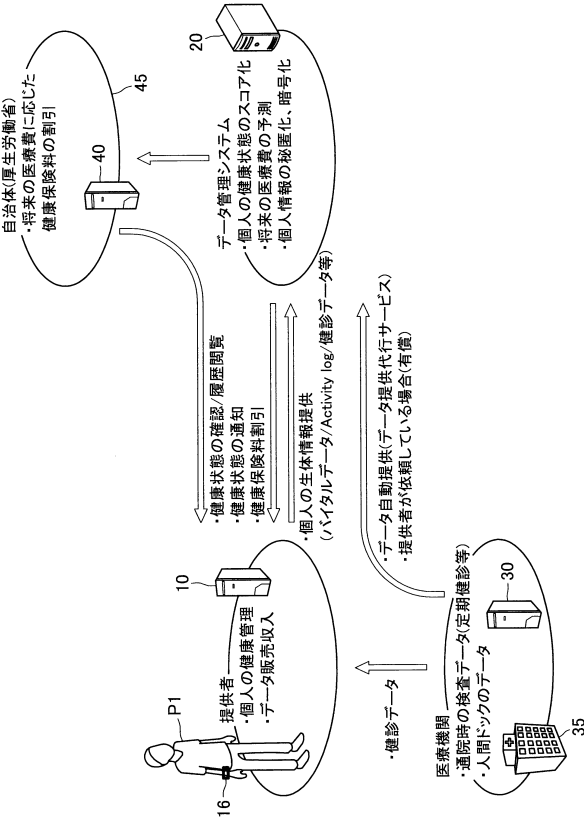 提供者
・個人の健康管理
・データ販売収入
P1
16
10
・健康状態の確認/履歴閲覧
・健康状態の通知
・健康保険料割引
・個人の生体情報提供
(バイタルデータ/Activity log/健診データ等)
自治体(厚生労働省)
・将来の医療費に応じた
健康保険料の割引
40
45
データ管理システム
・個人の健康状態のスコア化
・将来の医療費の予測
・個人情報の秘匿化、暗号化
20
・データ自動提供(データ提供代行サービス)
・提供者が依頼している場合(有償)
・健診データ
医療機関
・通院時の検査データ(定期健診等)
・人間ドックのデータ
30
35